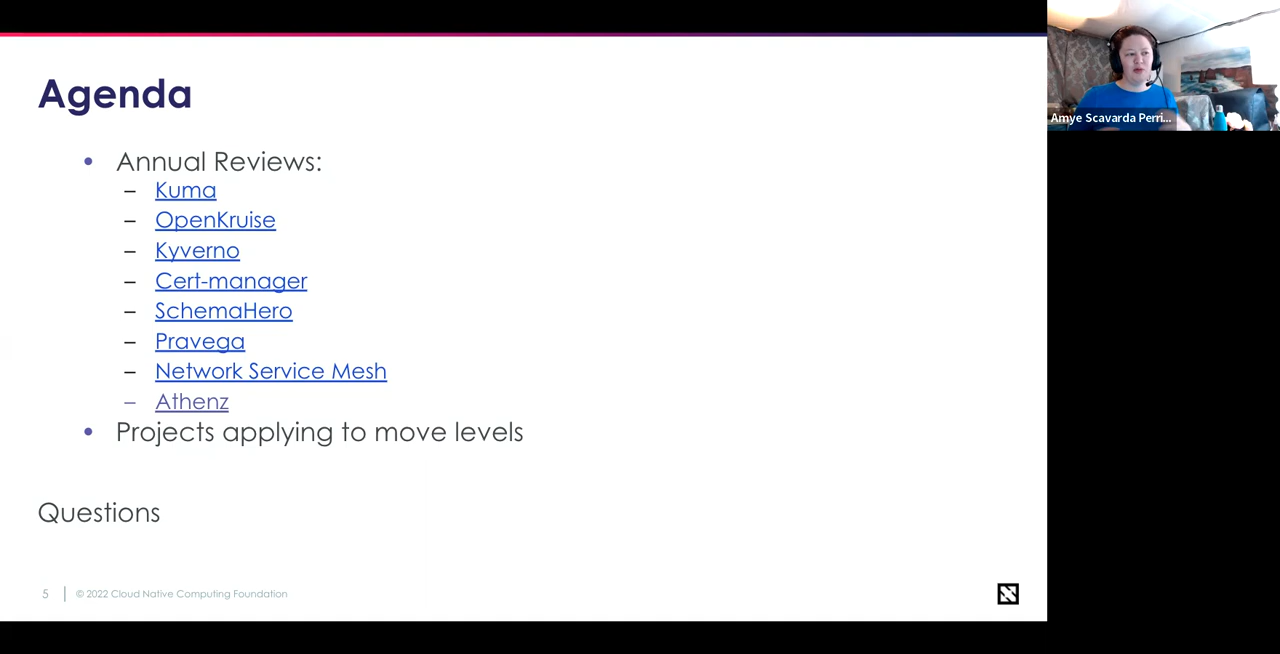 Agenda
• Annual Reviews:
– Kuma
– OpenKruise
– Kyverno
– Cert-manager
– SchemaHero
– Pravega
– Network Service Mesh
– Athenz
• Projects applying to move levels
Questions
5 | © 2022 Cloud Native Computing Foundation
Amye Scavarda Perri...